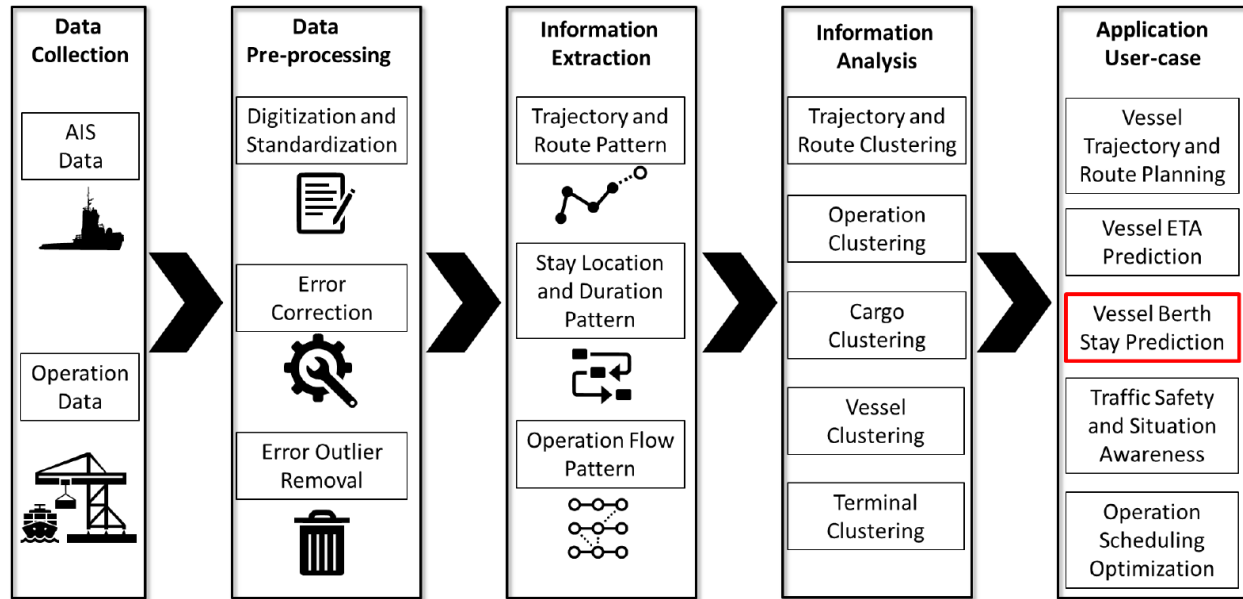 Data
Collection
AIS
Data
Operation
Data
Data
Pre-processing
Digitization and
Standardization
Error
Correction
Error Outlier
Removal
Information
Extraction
Trajectory and
Route Pattern
Stay Location
and Duration
Pattern
Operation Flow
Pattern
Information
Analysis
Trajectory and
Route Clustering
Operation
Clustering
Cargo
Clustering
Vessel
Clustering
Terminal
Clustering
Application
User-case
Vessel
Trajectory and
Route Planning
Vessel ETA
Prediction
Vessel Berth
Stay Prediction
Traffic Safety
and Situation
Awareness
Operation
Scheduling
Optimization